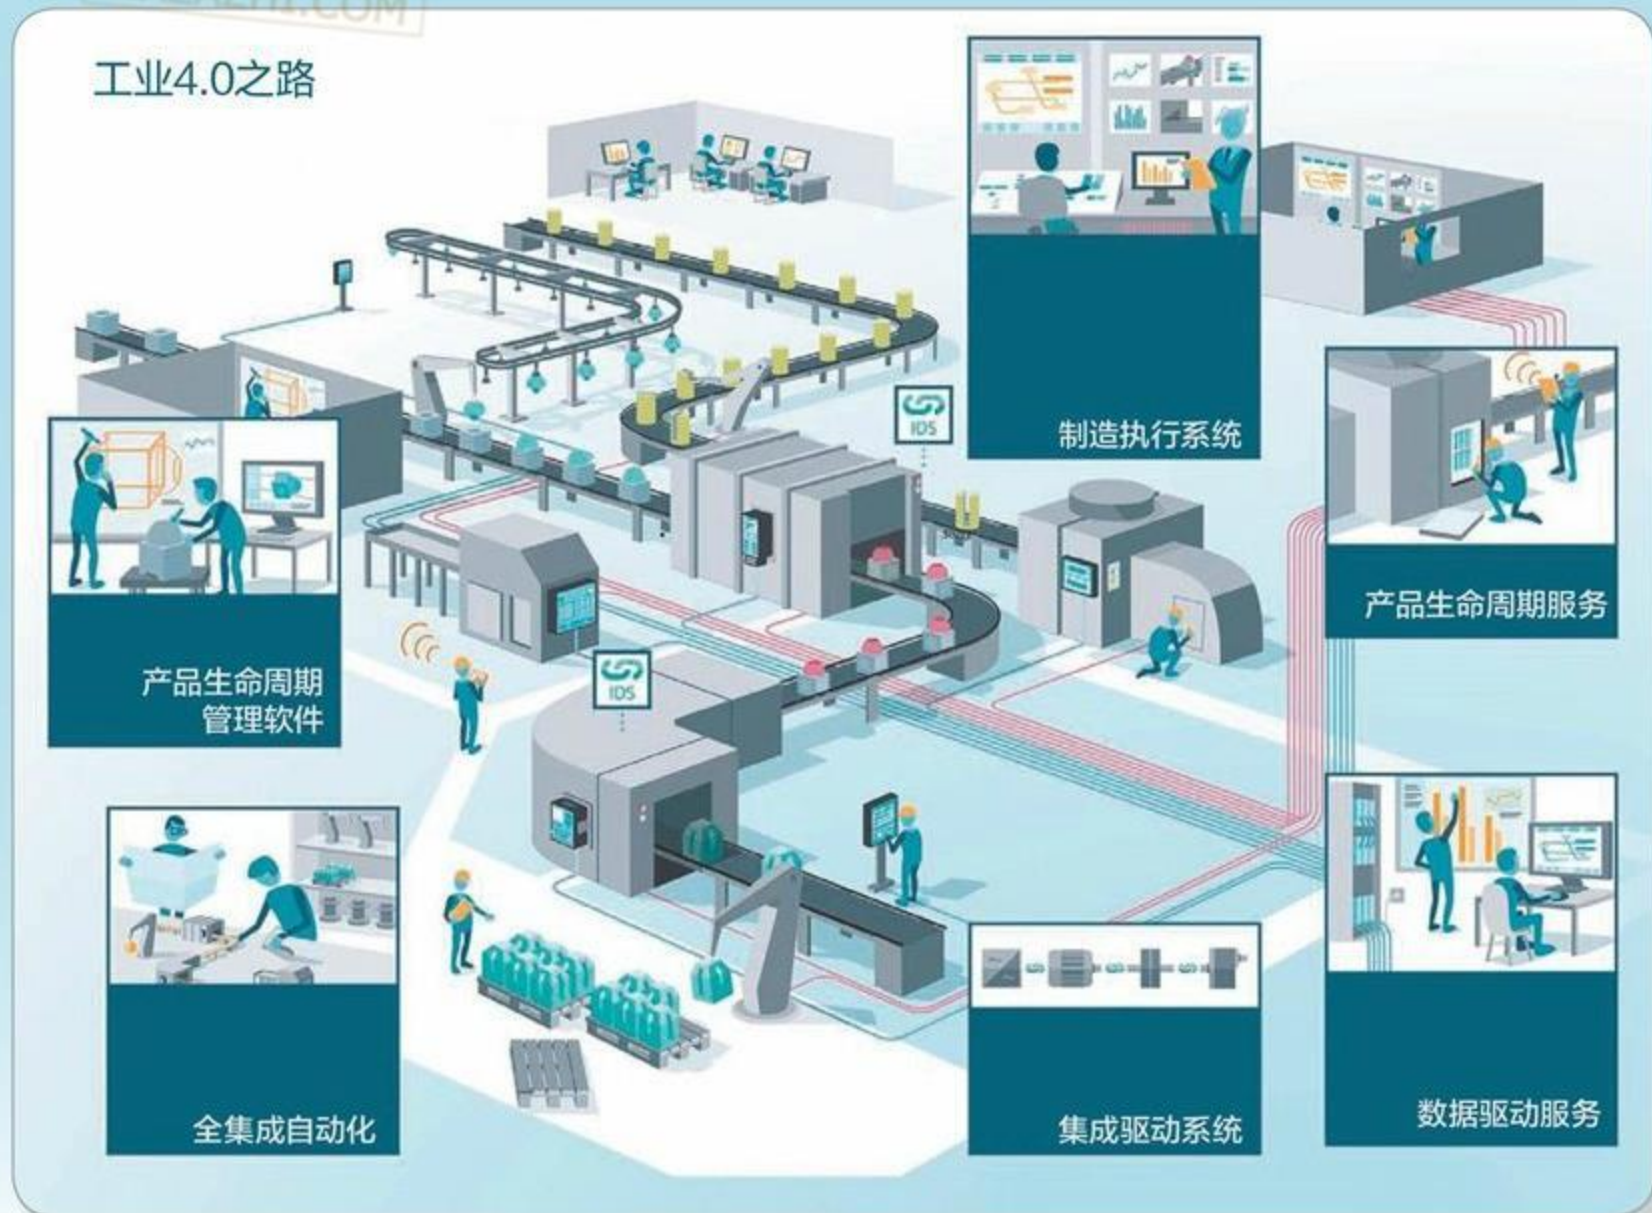 工业4.0之路
制造执行系统
IDS
产品生命周期服务
产品生命周期
管理软件
IDS
数据驱动服务
全集成自动化
集成驱动系统